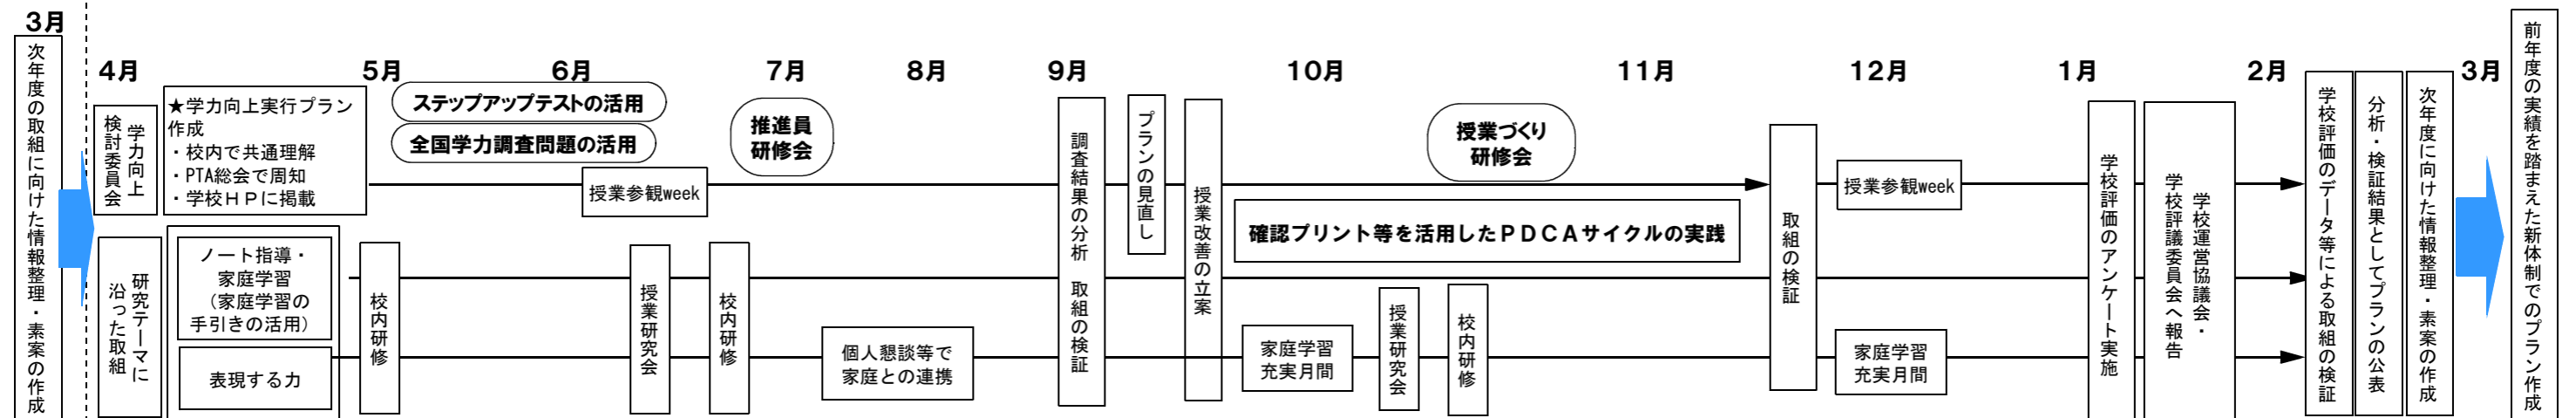 3月
次年度の取組に向けた情報整理・素案の作成
4月
学力向上
検討委員会
★学力向上実行プラン
作成
・校内で共通理解
・PTA総会で周知
・学校ＨＰに掲載
研究テーマに
沿った取組
ノート指導・
家庭学習
（家庭学習の
手引きの活用）
表現する力
5月
ステップアップテストの活用
全国学力調査問題の活用
校内研修
6月
授業参観week
授業研究会
7月
推進員
研修会
校内研修
8月
個人懇談等で
家庭との連携
9月
調査結果の分析　取組の検証
プランの見直し
授業改善の立案
10月
授業づくり
研修会
確認プリント等を活用したＰＤＣＡサイクルの実践
家庭学習
充実月間
授業研究会
校内研修
11月
取組の検証
12月
授業参観week
家庭学習
充実月間
1月
学校評価のアンケート実施
学校運営協議会・
学校評議委員会へ報告
2月
学校評価のデータ等による取組の検証
分析・検証結果としてプランの公表
次年度に向けた情報整理・素案の作成
3月
前年度の実績を踏まえた新体制でのプラン作成